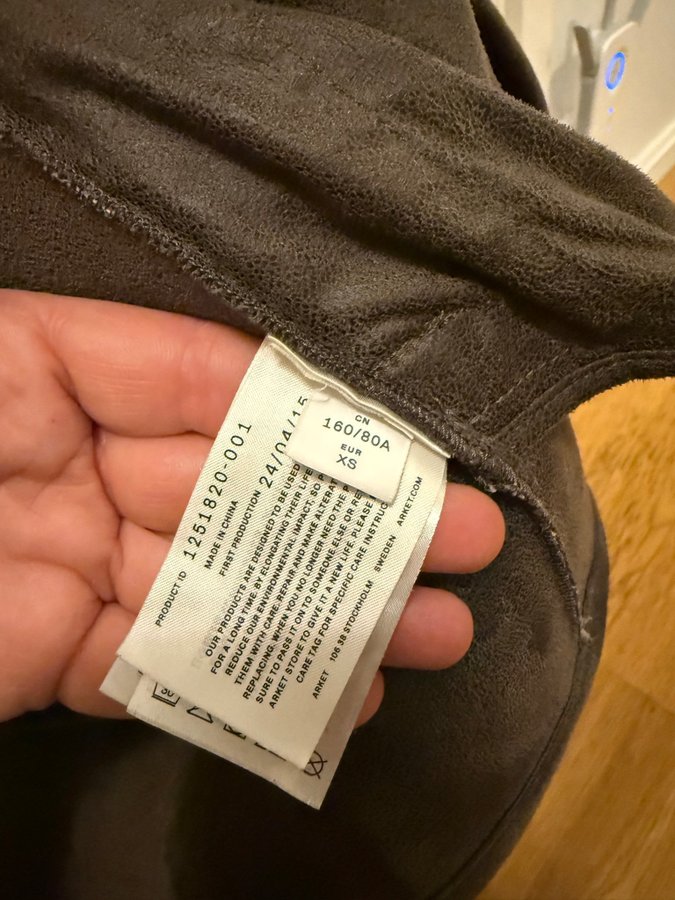 CN
160/80A
EUR
XS
PRODUCT ID 1251820-001
MADE IN CHINA
FIRST PRODUCTION 24/04/15
OUR PRODUCTS ARE DESIGNED TO BE USED
FOR A LONG TIME. BY ELONGATING THEIR LIFE
REDUCE OUR ENVIRONMENTAL IMPACT, SO
THEM WITH CARE, REPAIR AND MAKE ALTERAT
REPLACING. WHEN YOU NO LONGER NEED THE
SURE TO PASS IT ON TO SOMEONE ELSE OR RE
ARKET STORE TO GIVE IT A NEW LIFE. PLEASE
CARE TAG FOR SPECIFIC CARE INSTRUC
ARKET 106 38 STOCKHOLM SWEDEN ARKET.COM